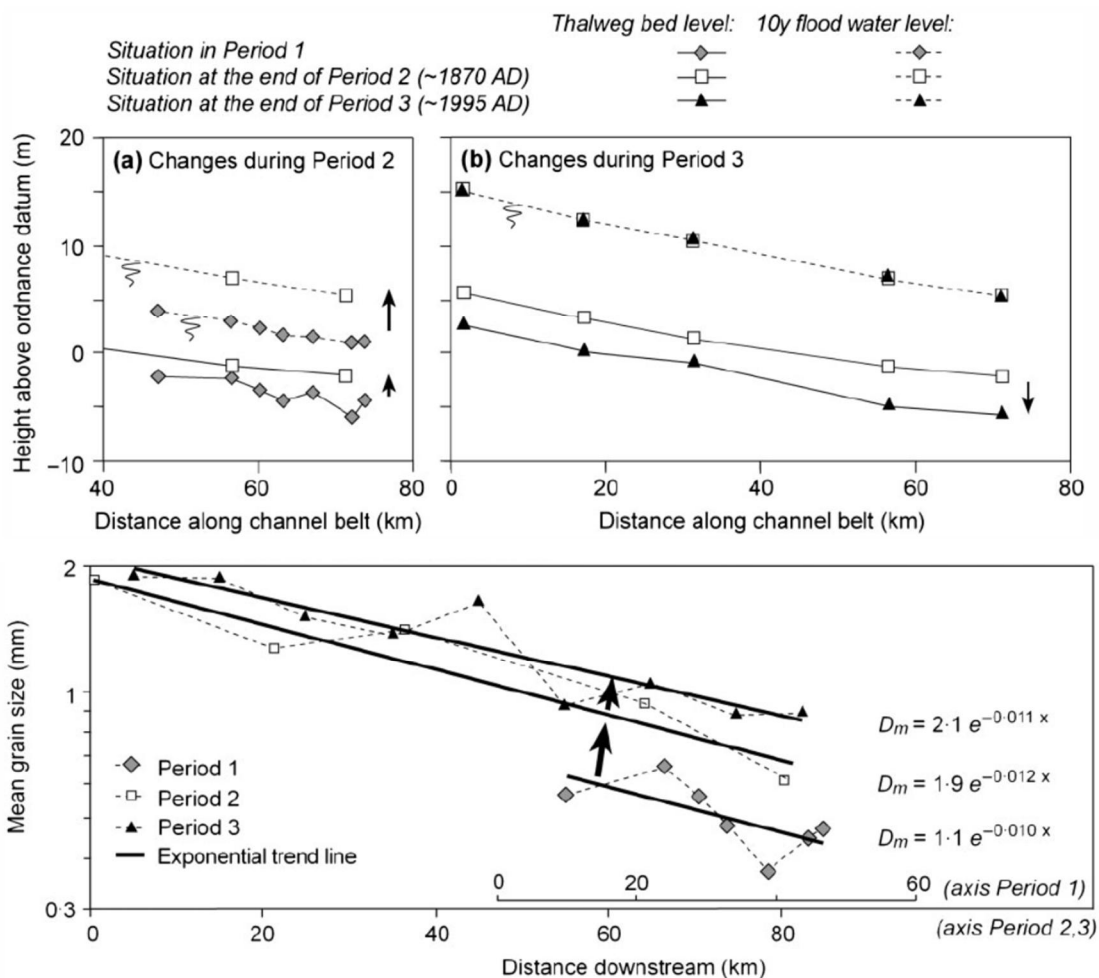 Thalweg bed level: 10y flood water level:
Situation in Period 1
Situation at the end of Period 2 (~1870 AD)
Situation at the end of Period 3 (~1995 AD)
Height above ordnance datum (m)
20
10
0
−10
(a) Changes during Period 2
40 60 80
Distance along channel belt (km)
(b) Changes during Period 3
0 20 40 60 80
Distance along channel belt (km)
Mean grain size (mm)
2
1
0·3
Period 1
Period 2
Period 3
Exponential trend line
Dm = 2·1 e−0·011 x
Dm = 1·9 e−0·012 x
Dm = 1·1 e−0·010 x
0 20 60 (axis Period 1)
0 20 40 60 80 (axis Period 2,3)
Distance downstream (km)